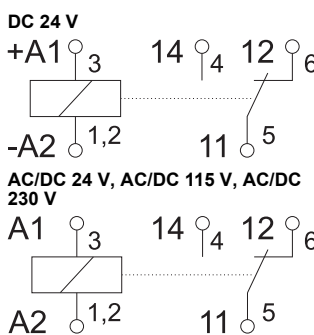 DC 24 V
+A1 14 12
3 4 6
-A2 1,2 11 5
AC/DC 24 V, AC/DC 115 V, AC/DC
230 V
A1 14 12
3 4 6
A2 1,2 11 5